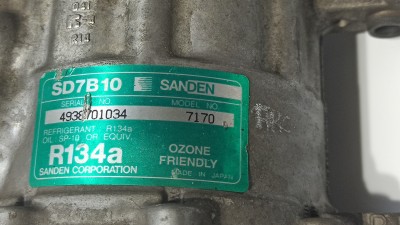 SD7B10 SANDEN
SERIAL NO. MODEL NO.
4938701034 7170
REFRIGERANT. R134a
OIL: SP-10 OR EQUIV.
R134a
OZONE
FRIENDLY
SANDEN CORPORATION MADE IN JAPAN